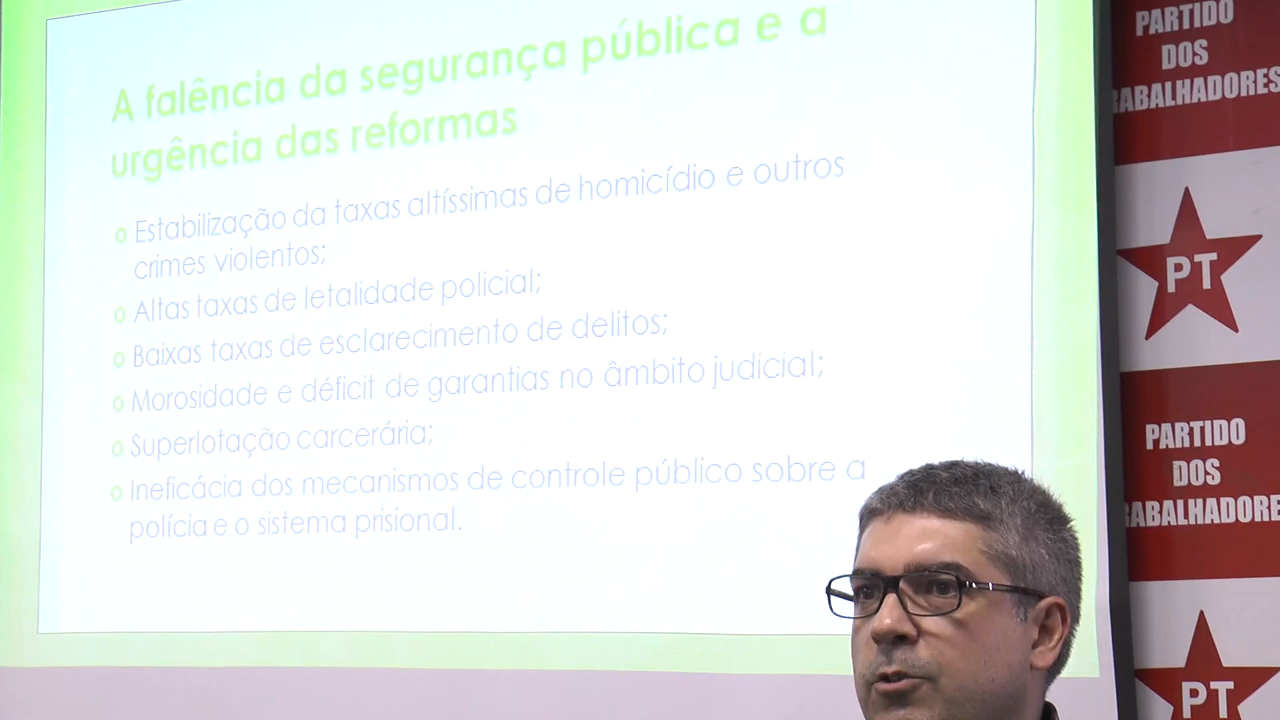 A falência da segurança pública e a
urgência das reformas
Estabilização da taxas altíssimas de homicídio e outros
crimes violentos;
Altas taxas de letalidade policial;
Baixas taxas de esclarecimento de delitos;
Morosidade e déficit de garantias no âmbito judicial;
Superlotação carcerária;
Ineficácia dos mecanismos de controle público sobre a
polícia e o sistema prisional.
PARTIDO
DOS
RABALHADORES
PT
PARTIDO
DOS
RABALHADORE
PT